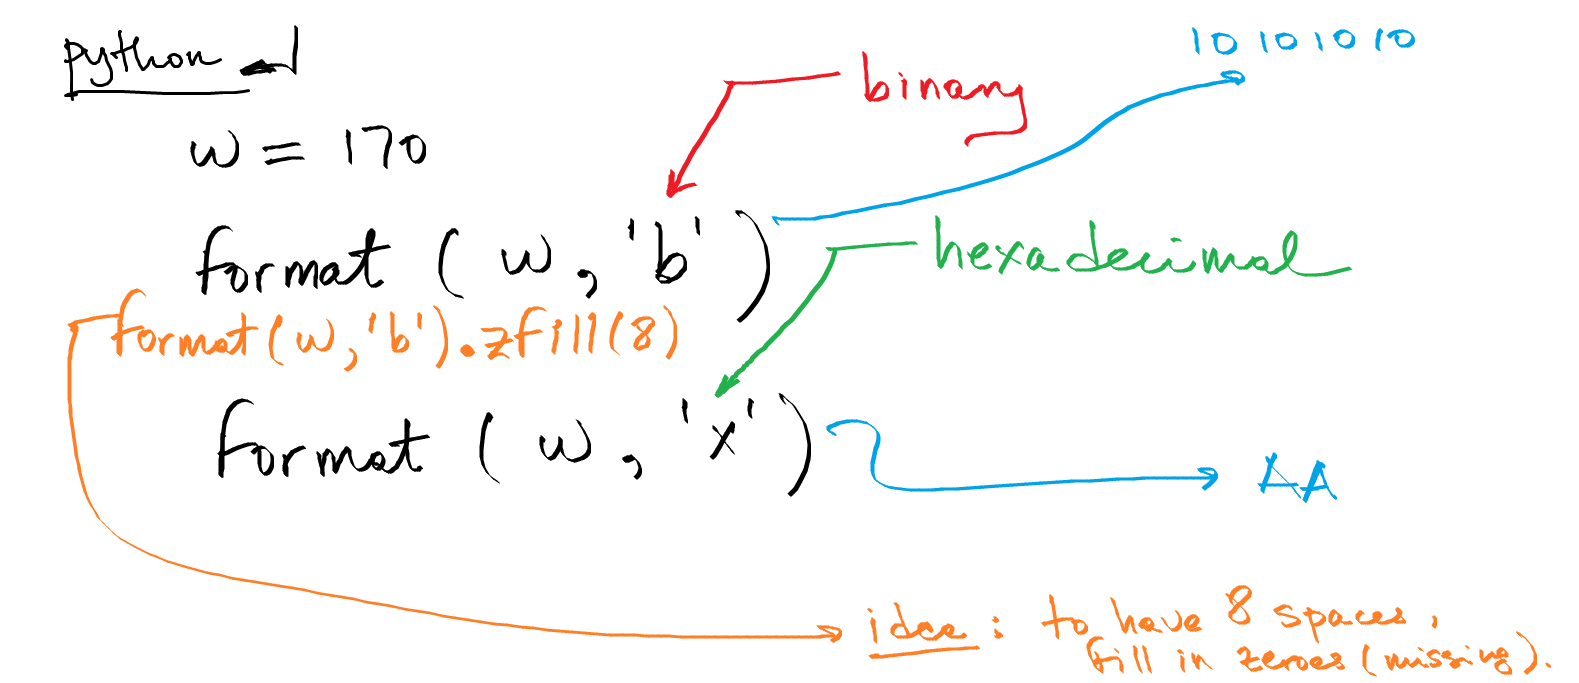 python
10101010
binary
w = 170
format ( w , 'b' )
hexadecimal
format(w,'b').zfill(8)
format ( w , 'x' )
AA
idea : to have 8 spaces,
fill in zeroes (missing).